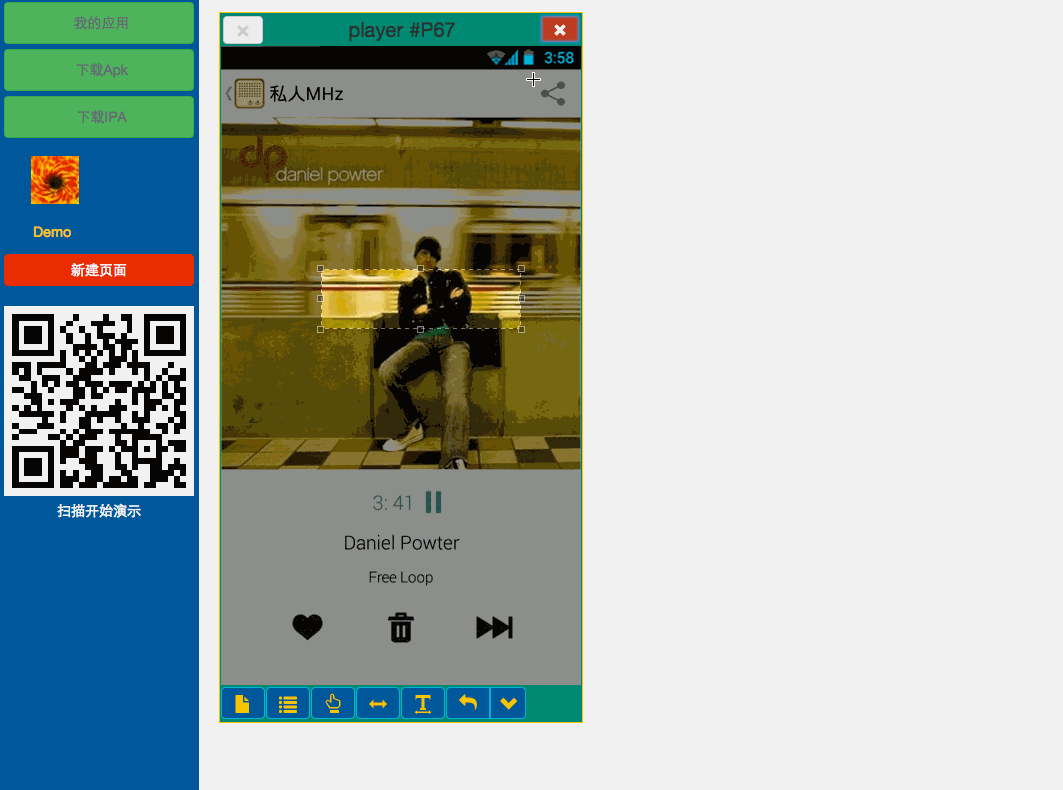 我的应用
下载Apk
下载IPA
Demo
新建页面
扫描开始演示
player #P67
3:58
私人MHz
dp
daniel powter
3: 41
Daniel Powter
Free Loop